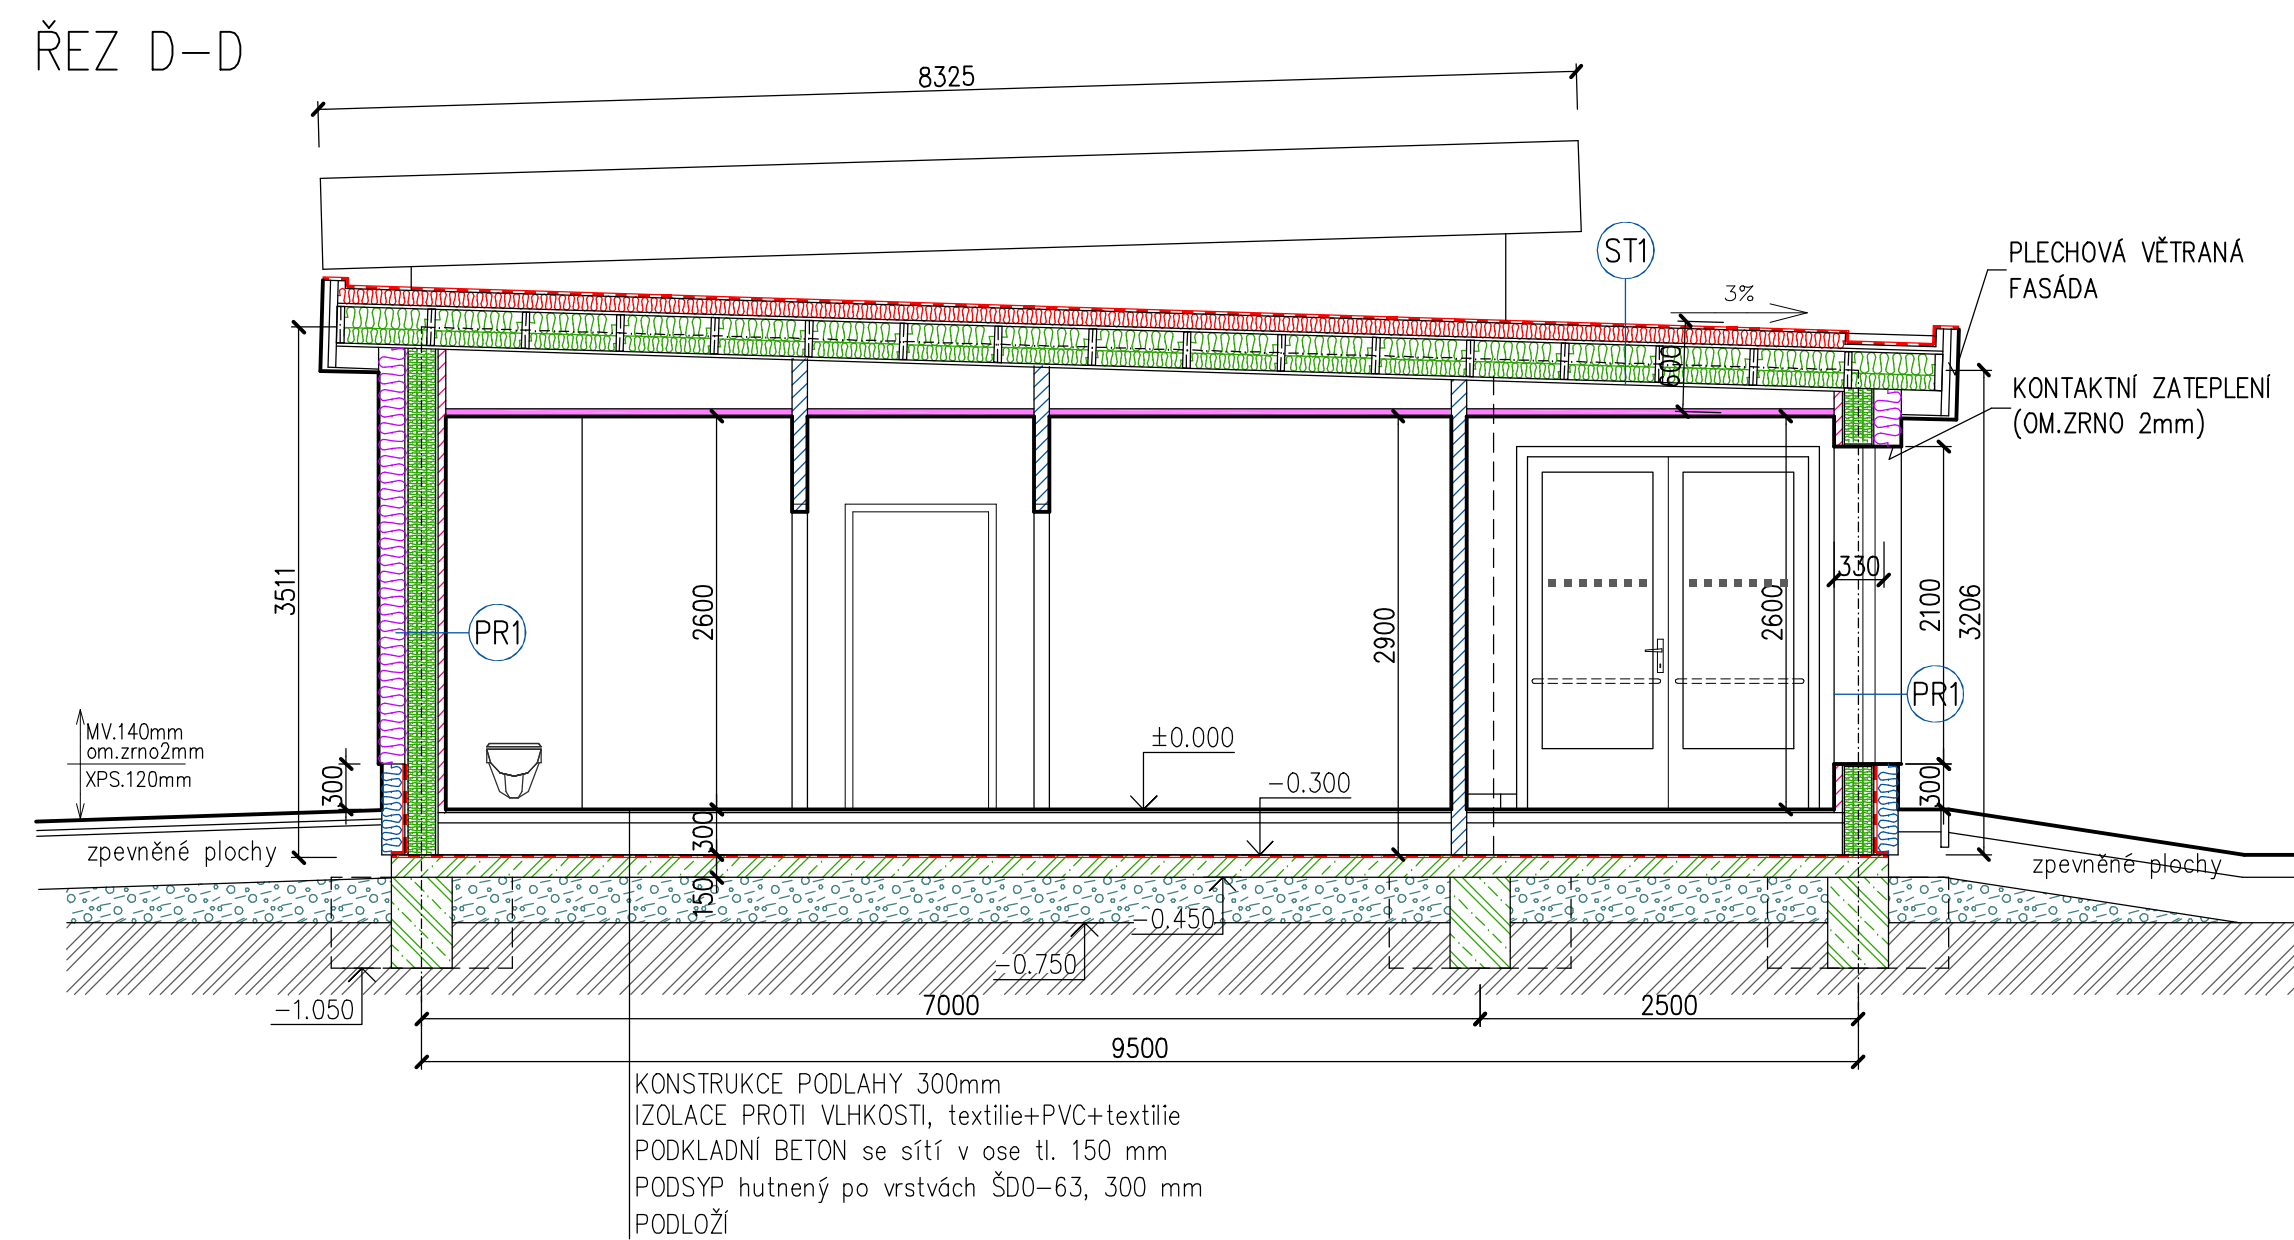 ŘEZ D-D
8325
ST1
3%
PLECHOVÁ VĚTRANÁ
FASÁDA
600
KONTAKTNÍ ZATEPLENÍ
(OM.ZRNO 2mm)
3511
PR1
2600
2900
2600
330
2100
3206
PR1
MV.140mm
om.zrno2mm
XPS.120mm
300
±0.000
-0.300
300
300
zpevněné plochy
zpevněné plochy
150
-0.450
-0.750
-1.050
7000
2500
9500
KONSTRUKCE PODLAHY 300mm
IZOLACE PROTI VLHKOSTI, textilie+PVC+textilie
PODKLADNÍ BETON se sítí v ose tl. 150 mm
PODSYP hutnený po vrstvách ŠD0-63, 300 mm
PODLOŽÍ